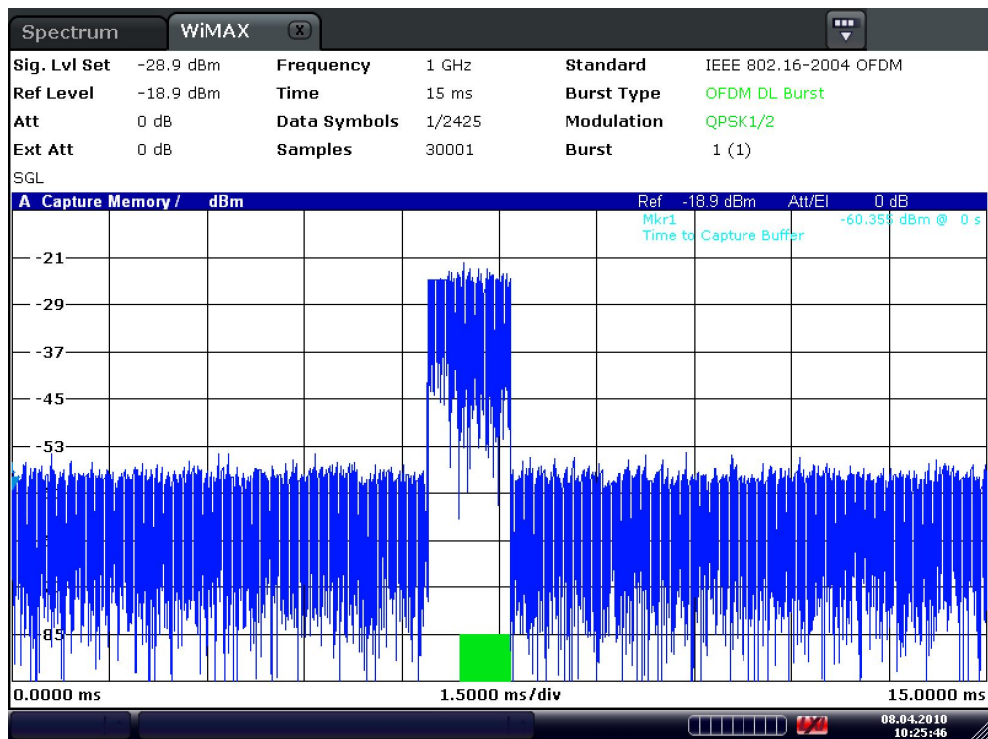 Spectrum WiMAX X
Sig. Lvl Set -28.9 dBm Frequency 1 GHz Standard IEEE 802.16-2004 OFDM
Ref Level -18.9 dBm Time 15 ms Burst Type OFDM DL Burst
Att 0 dB Data Symbols 1/2425 Modulation QPSK1/2
Ext Att 0 dB Samples 30001 Burst 1 (1)
SGL
A Capture Memory / dBm Ref -18.9 dBm Att/El 0 dB
Mkr1 -60.355 dBm @ 0 s
Time to Capture Buffer
-21
-29
-37
-45
-53
85
0.0000 ms 1.5000 ms/div 15.0000 ms
08.04.2010
10:25:46